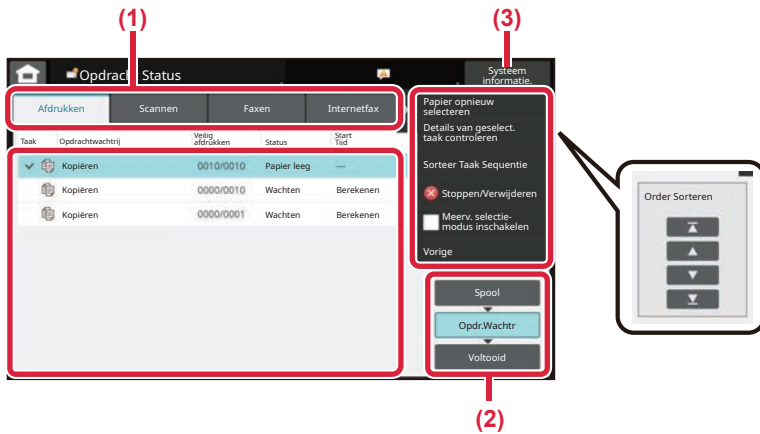 (1)
(3)
Opdracht Status
Systeem
informatie.
Afdrukken
Scannen
Faxen
Internetfax
Taak
Opdrachtwachtrij
Veilig
afdrukken
Status
Start
Tijd
Kopiëren
0010/0010
Papier leeg
—
Kopiëren
0000/0010
Wachten
Berekenen
Kopiëren
0000/0001
Wachten
Berekenen
Papier opnieuw
selecteren
Details van geselect.
taak controleren
Sorteer Taak Sequentie
Stoppen/Verwijderen
Meerv. selectie-
modus inschakelen
Vorige
Spool
Opdr.Wachtr
Voltooid
(2)
Order Sorteren